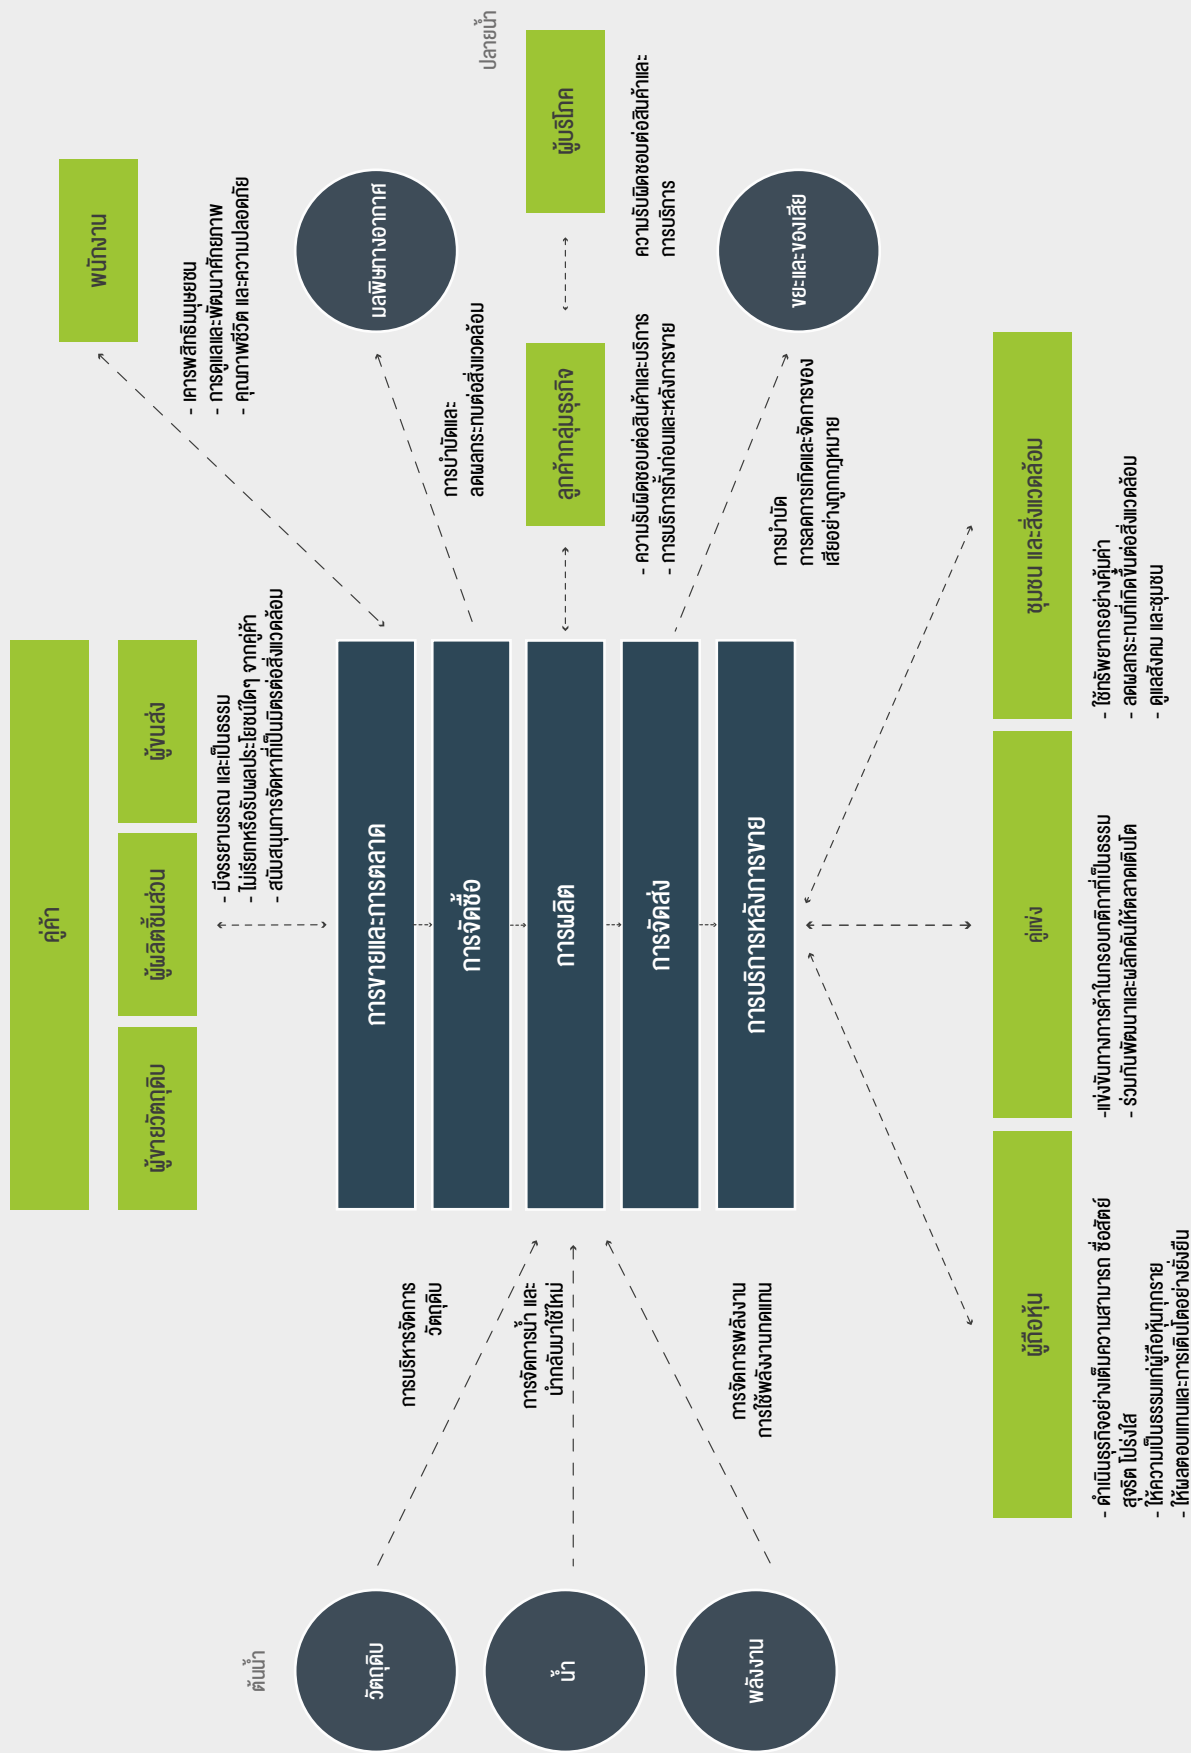 ต้นน้ำ
ปลายน้ำ
คู่ค้า
ผู้ขายวัตถุดิบ
ผู้ผลิตชิ้นส่วน
ผู้ขนส่ง
- มีจรรยาบรรณ และเป็นธรรม
- ไม่เรียกหรือรับผลประโยชน์ใดๆ จากคู่ค้า
- สนับสนุนการจัดหาที่เป็นมิตรต่อสิ่งแวดล้อม
พนักงาน
- เคารพสิทธิมนุษยชน
- การดูแลและพัฒนาศักยภาพ
- คุณภาพชีวิต และความปลอดภัย
วัตถุดิบ
การบริหารจัดการ
วัตถุดิบ
น้ำ
การจัดการน้ำ และ
นำกลับมาใช้ใหม่
พลังงาน
การจัดการพลังงาน
การใช้พลังงานทดแทน
การขายและการตลาด
การจัดซื้อ
การผลิต
การจัดส่ง
การบริการหลังการขาย
มลพิษทางอากาศ
การบำบัดและ
ลดผลกระทบต่อสิ่งแวดล้อม
ลูกค้ากลุ่มธุรกิจ
- ความรับผิดชอบต่อสินค้าและบริการ
- การบริการทั้งก่อนและหลังการขาย
ผู้บริโภค
ความรับผิดชอบต่อสินค้าและ
การบริการ
ขยะและของเสีย
การบำบัด
การลดการเกิดและจัดการของ
เสียอย่างถูกกฎหมาย
ผู้ถือหุ้น
- ดำเนินธุรกิจอย่างเต็มความสามารถ ซื่อสัตย์
สุจริต โปร่งใส
- ให้ความเป็นธรรมแก่ผู้ถือหุ้นทุกราย
- ให้ผลตอบแทนและการเติบโตอย่างยั่งยืน
คู่แข่ง
-แข่งขันทางการค้าในกรอบกติกาที่เป็นธรรม
- ร่วมกันพัฒนาและผลักดันให้ตลาดเติบโต
ชุมชน และสิ่งแวดล้อม
- ใช้ทรัพยากรอย่างคุ้มค่า
- ลดผลกระทบที่เกิดขึ้นต่อสิ่งแวดล้อม
- ดูแลสังคม และชุมชน